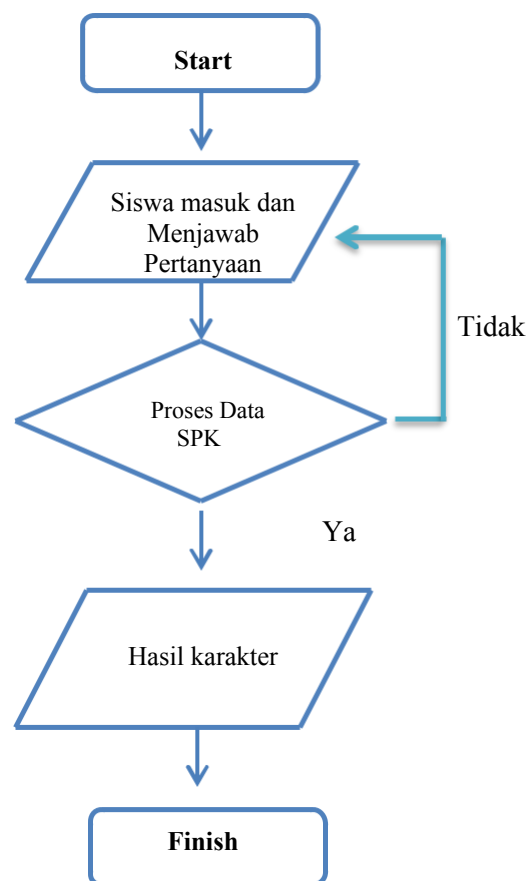 Start
Siswa masuk dan
Menjawab
Pertanyaan
Tidak
Proses Data
SPK
Ya
Hasil karakter
Finish